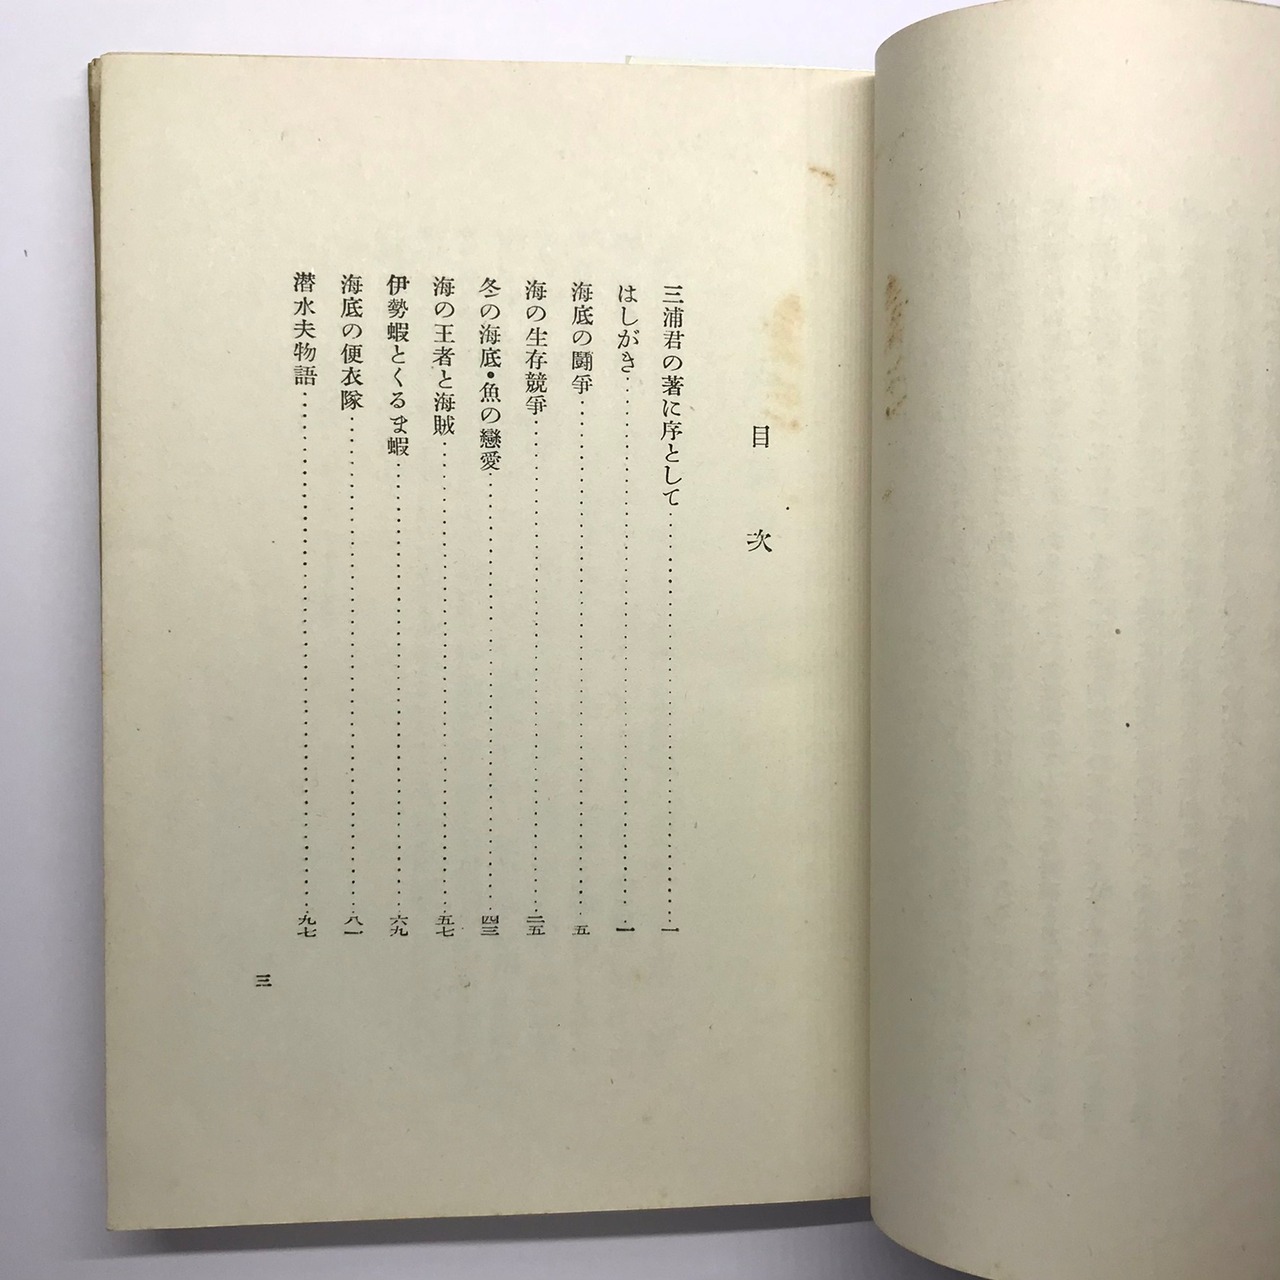 目次
三浦君の著に序として……………………一
はしがき……………………一
海底の鬪爭……………………五
海の生存競爭……………………二五
冬の海底・魚の戀愛……………………四三
海の王者と海賊……………………五七
伊勢蝦とくるま蝦……………………六九
海底の便衣隊……………………八一
潜水夫物語……………………九七
三